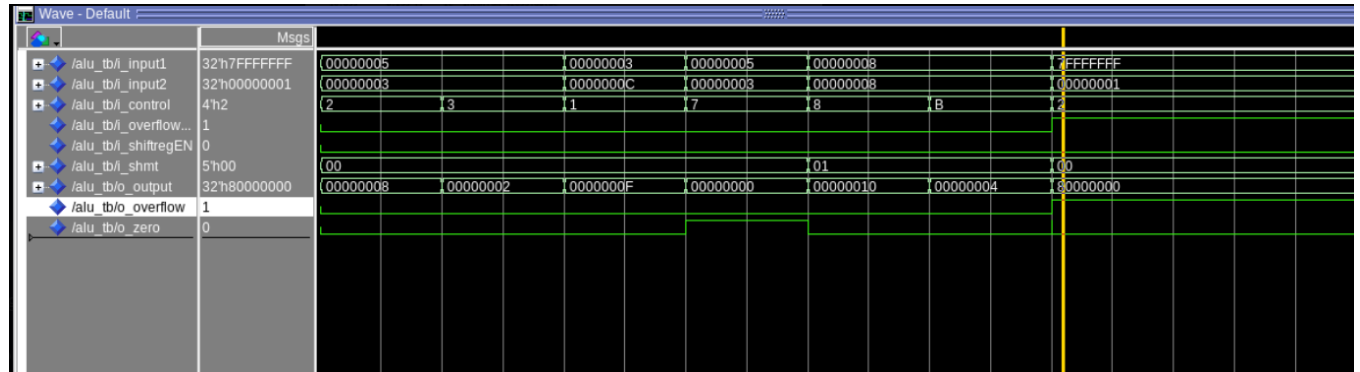 Wave - Default
Msgs
/alu_tb/i_input1 32'h7FFFFFFF 00000005 00000003 00000005 00000008 7FFFFFFF
/alu_tb/i_input2 32'h00000001 00000003 0000000C 00000003 00000008 00000001
/alu_tb/i_control 4'h2 2 3 1 7 8 B 2
/alu_tb/i_overflow... 1
/alu_tb/i_shiftregEN 0
/alu_tb/i_shmt 5'h00 00 01 00
/alu_tb/o_output 32'h80000000 00000008 00000002 0000000F 00000000 00000010 00000004 80000000
/alu_tb/o_overflow 1
/alu_tb/o_zero 0